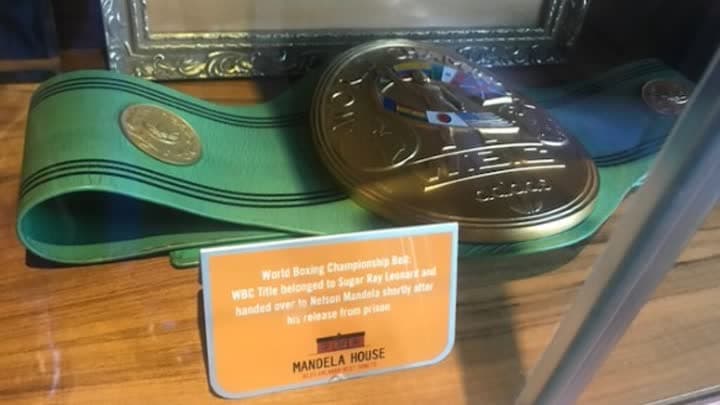 World Boxing Championship Belt:
WBC Title belonged to Sugar Ray Leonard and
handed over to Nelson Mandela shortly after
his release from prison
MANDELA HOUSE